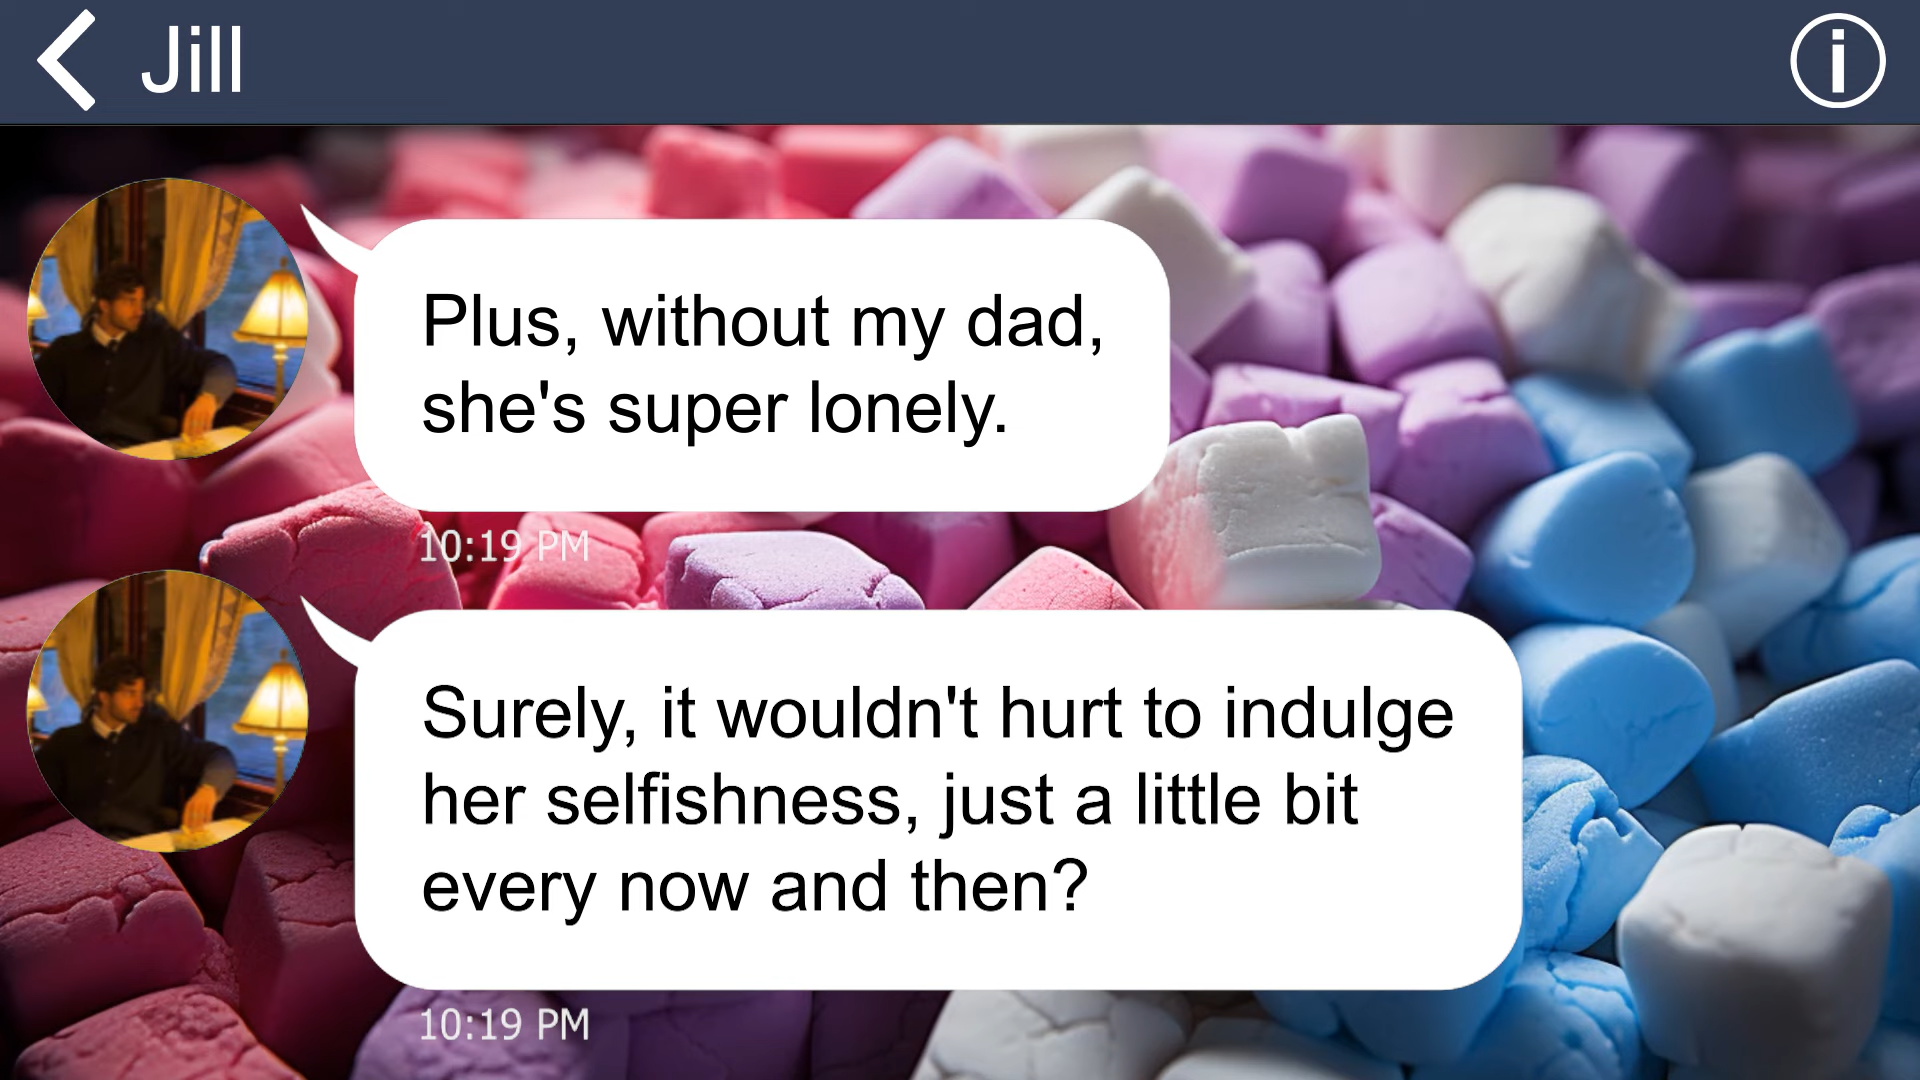 Jill
Plus, without my dad,
she's super lonely.
10:19 PM
Surely, it wouldn't hurt to indulge
her selfishness, just a little bit
every now and then?
10:19 PM